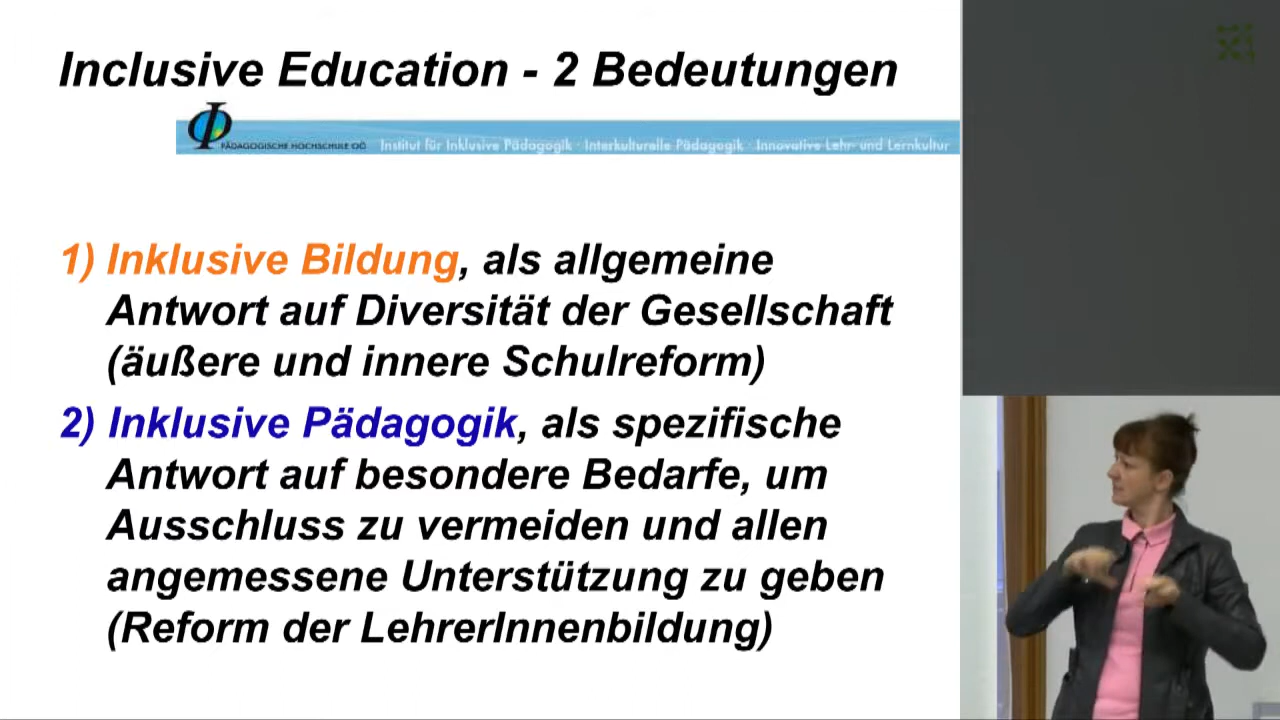 Inclusive Education - 2 Bedeutungen
PÄDAGOGISCHE HOCHSCHULE OÖ Institut für Inklusive Pädagogik · Interkulturelle Pädagogik · Innovative Lehr- und Lernkultur
1) Inklusive Bildung, als allgemeine
Antwort auf Diversität der Gesellschaft
(äußere und innere Schulreform)
2) Inklusive Pädagogik, als spezifische
Antwort auf besondere Bedarfe, um
Ausschluss zu vermeiden und allen
angemessene Unterstützung zu geben
(Reform der LehrerInnenbildung)